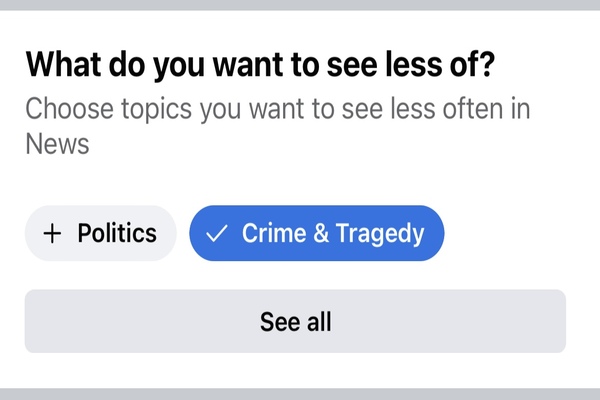 What do you want to see less of?
Choose topics you want to see less often in
News
+ Politics
✓ Crime & Tragedy
See all